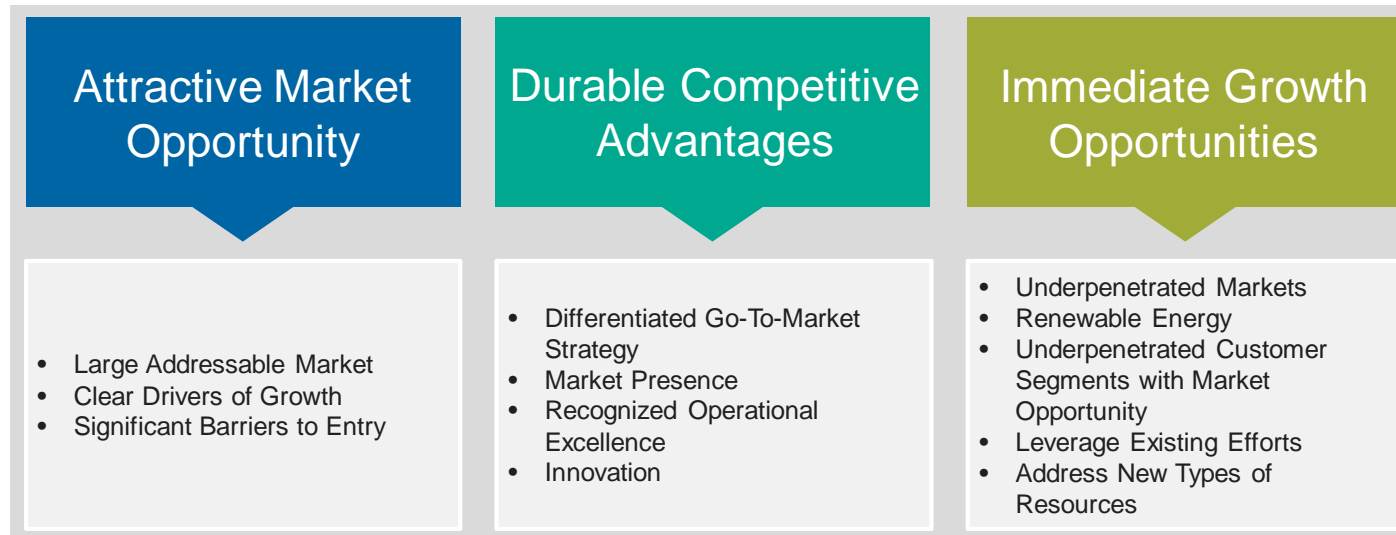 Attractive Market
Opportunity
• Large Addressable Market
• Clear Drivers of Growth
• Significant Barriers to Entry
Durable Competitive
Advantages
• Differentiated Go-To-Market
Strategy
• Market Presence
• Recognized Operational
Excellence
• Innovation
Immediate Growth
Opportunities
• Underpenetrated Markets
• Renewable Energy
• Underpenetrated Customer
Segments with Market
Opportunity
• Leverage Existing Efforts
• Address New Types of
Resources